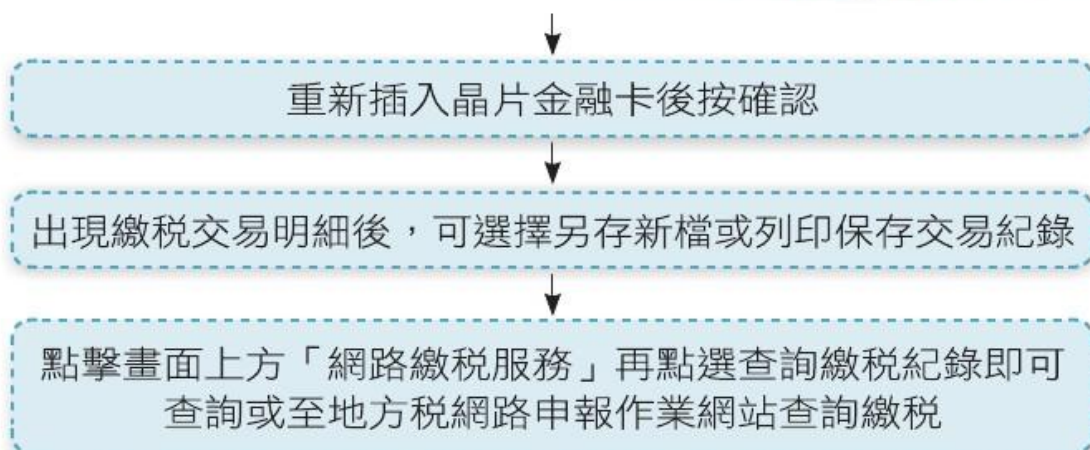 重新插入晶片金融卡後按確認
出現繳稅交易明細後，可選擇另存新檔或列印保存交易紀錄
點擊畫面上方「網路繳稅服務」再點選查詢繳稅紀錄即可
查詢或至地方稅網路申報作業網站查詢繳稅